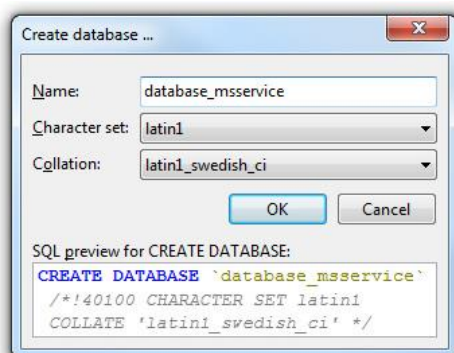 Create database ...
Name: database_msservice
Character set: latin1
Collation: latin1_swedish_ci
OK Cancel
SQL preview for CREATE DATABASE:
CREATE DATABASE `database_msservice`
/*!40100 CHARACTER SET latin1
COLLATE 'latin1_swedish_ci' */